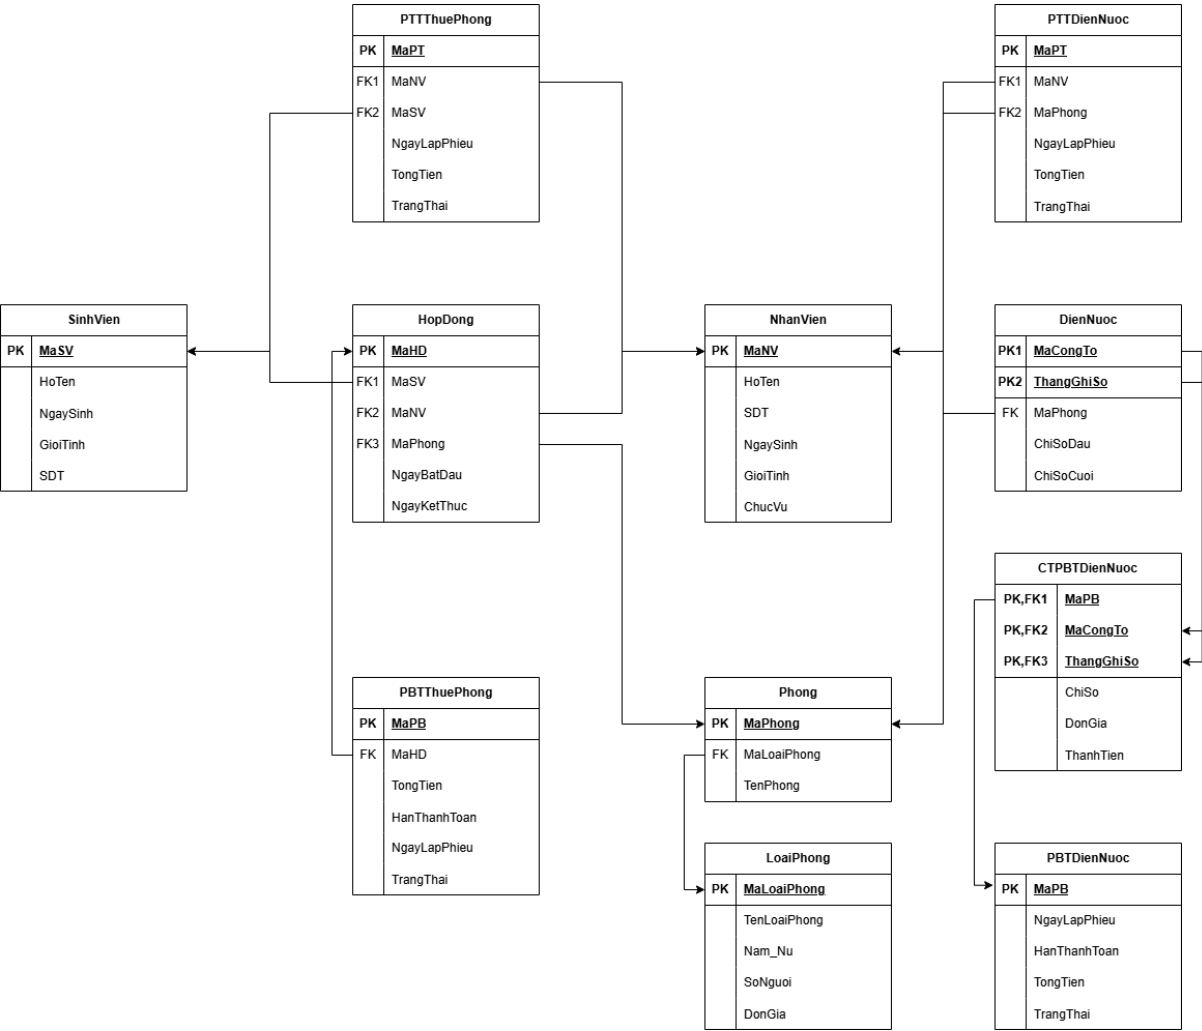 PTTThuePhong
PK MaPT
FK1 MaNV
FK2 MaSV
NgayLapPhieu
TongTien
TrangThai
PTTDienNuoc
PK MaPT
FK1 MaNV
FK2 MaPhong
NgayLapPhieu
TongTien
TrangThai
SinhVien
PK MaSV
HoTen
NgaySinh
GioiTinh
SDT
HopDong
PK MaHD
FK1 MaSV
FK2 MaNV
FK3 MaPhong
NgayBatDau
NgayKetThuc
NhanVien
PK MaNV
HoTen
SDT
NgaySinh
GioiTinh
ChucVu
DienNuoc
PK1 MaCongTo
PK2 ThangGhiSo
FK MaPhong
ChiSoDau
ChiSoCuoi
CTPBTDienNuoc
PK,FK1 MaPB
PK,FK2 MaCongTo
PK,FK3 ThangGhiSo
ChiSo
DonGia
ThanhTien
PBTThuePhong
PK MaPB
FK MaHD
TongTien
HanThanhToan
NgayLapPhieu
TrangThai
Phong
PK MaPhong
FK MaLoaiPhong
TenPhong
LoaiPhong
PK MaLoaiPhong
TenLoaiPhong
Nam_Nu
SoNguoi
DonGia
PBTDienNuoc
PK MaPB
NgayLapPhieu
HanThanhToan
TongTien
TrangThai